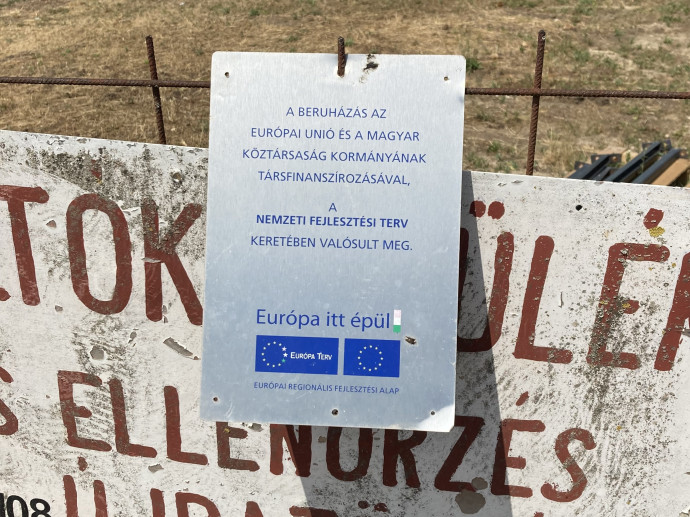 A BERUHÁZÁS AZ
EURÓPAI UNIÓ ÉS A MAGYAR
KÖZTÁRSASÁG KORMÁNYÁNAK
TÁRSFINANSZÍROZÁSÁVAL,
A
NEMZETI FEJLESZTÉSI TERV
KERETÉBEN VALÓSULT MEG.
Európa itt épül
EURÓPA TERV
EURÓPAI REGIONÁLIS FEJLESZTÉSI ALAP
ELLENŐRZÉS